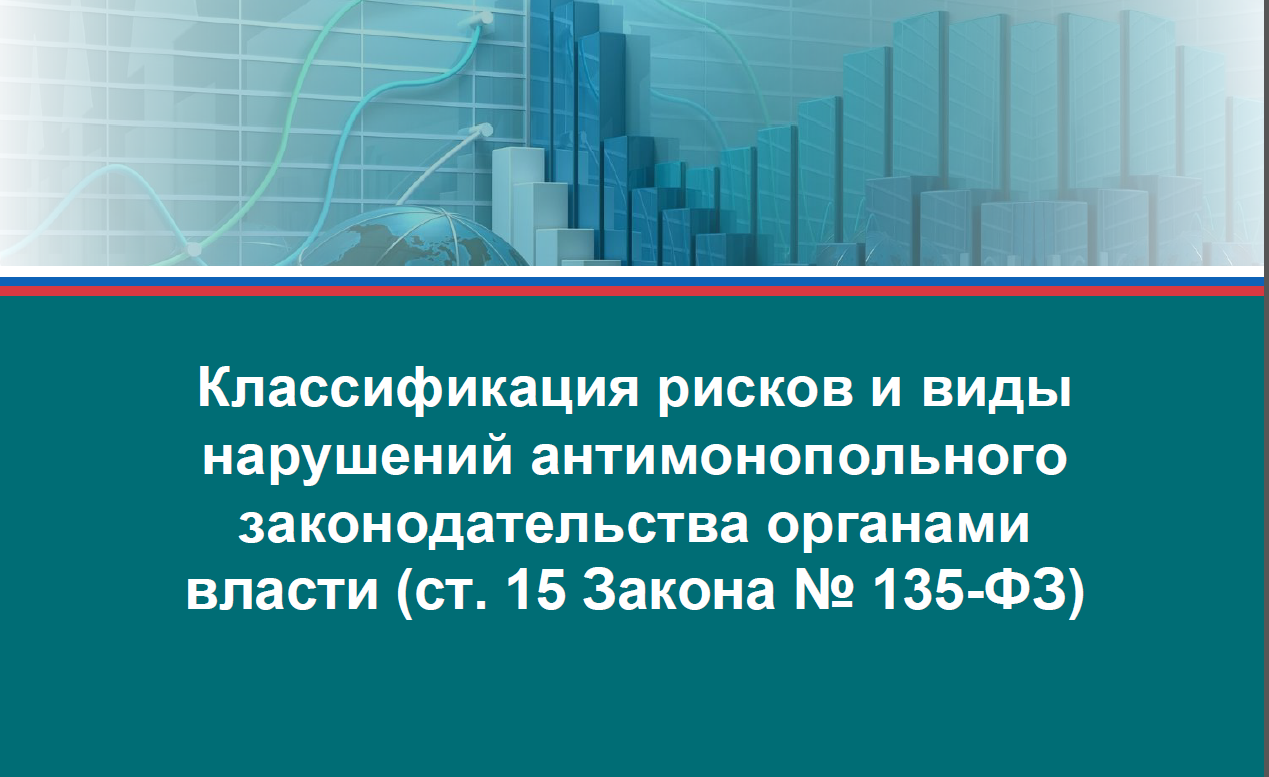 Классификация рисков и виды
нарушений антимонопольного
законодательства органами
власти (ст. 15 Закона № 135-ФЗ)